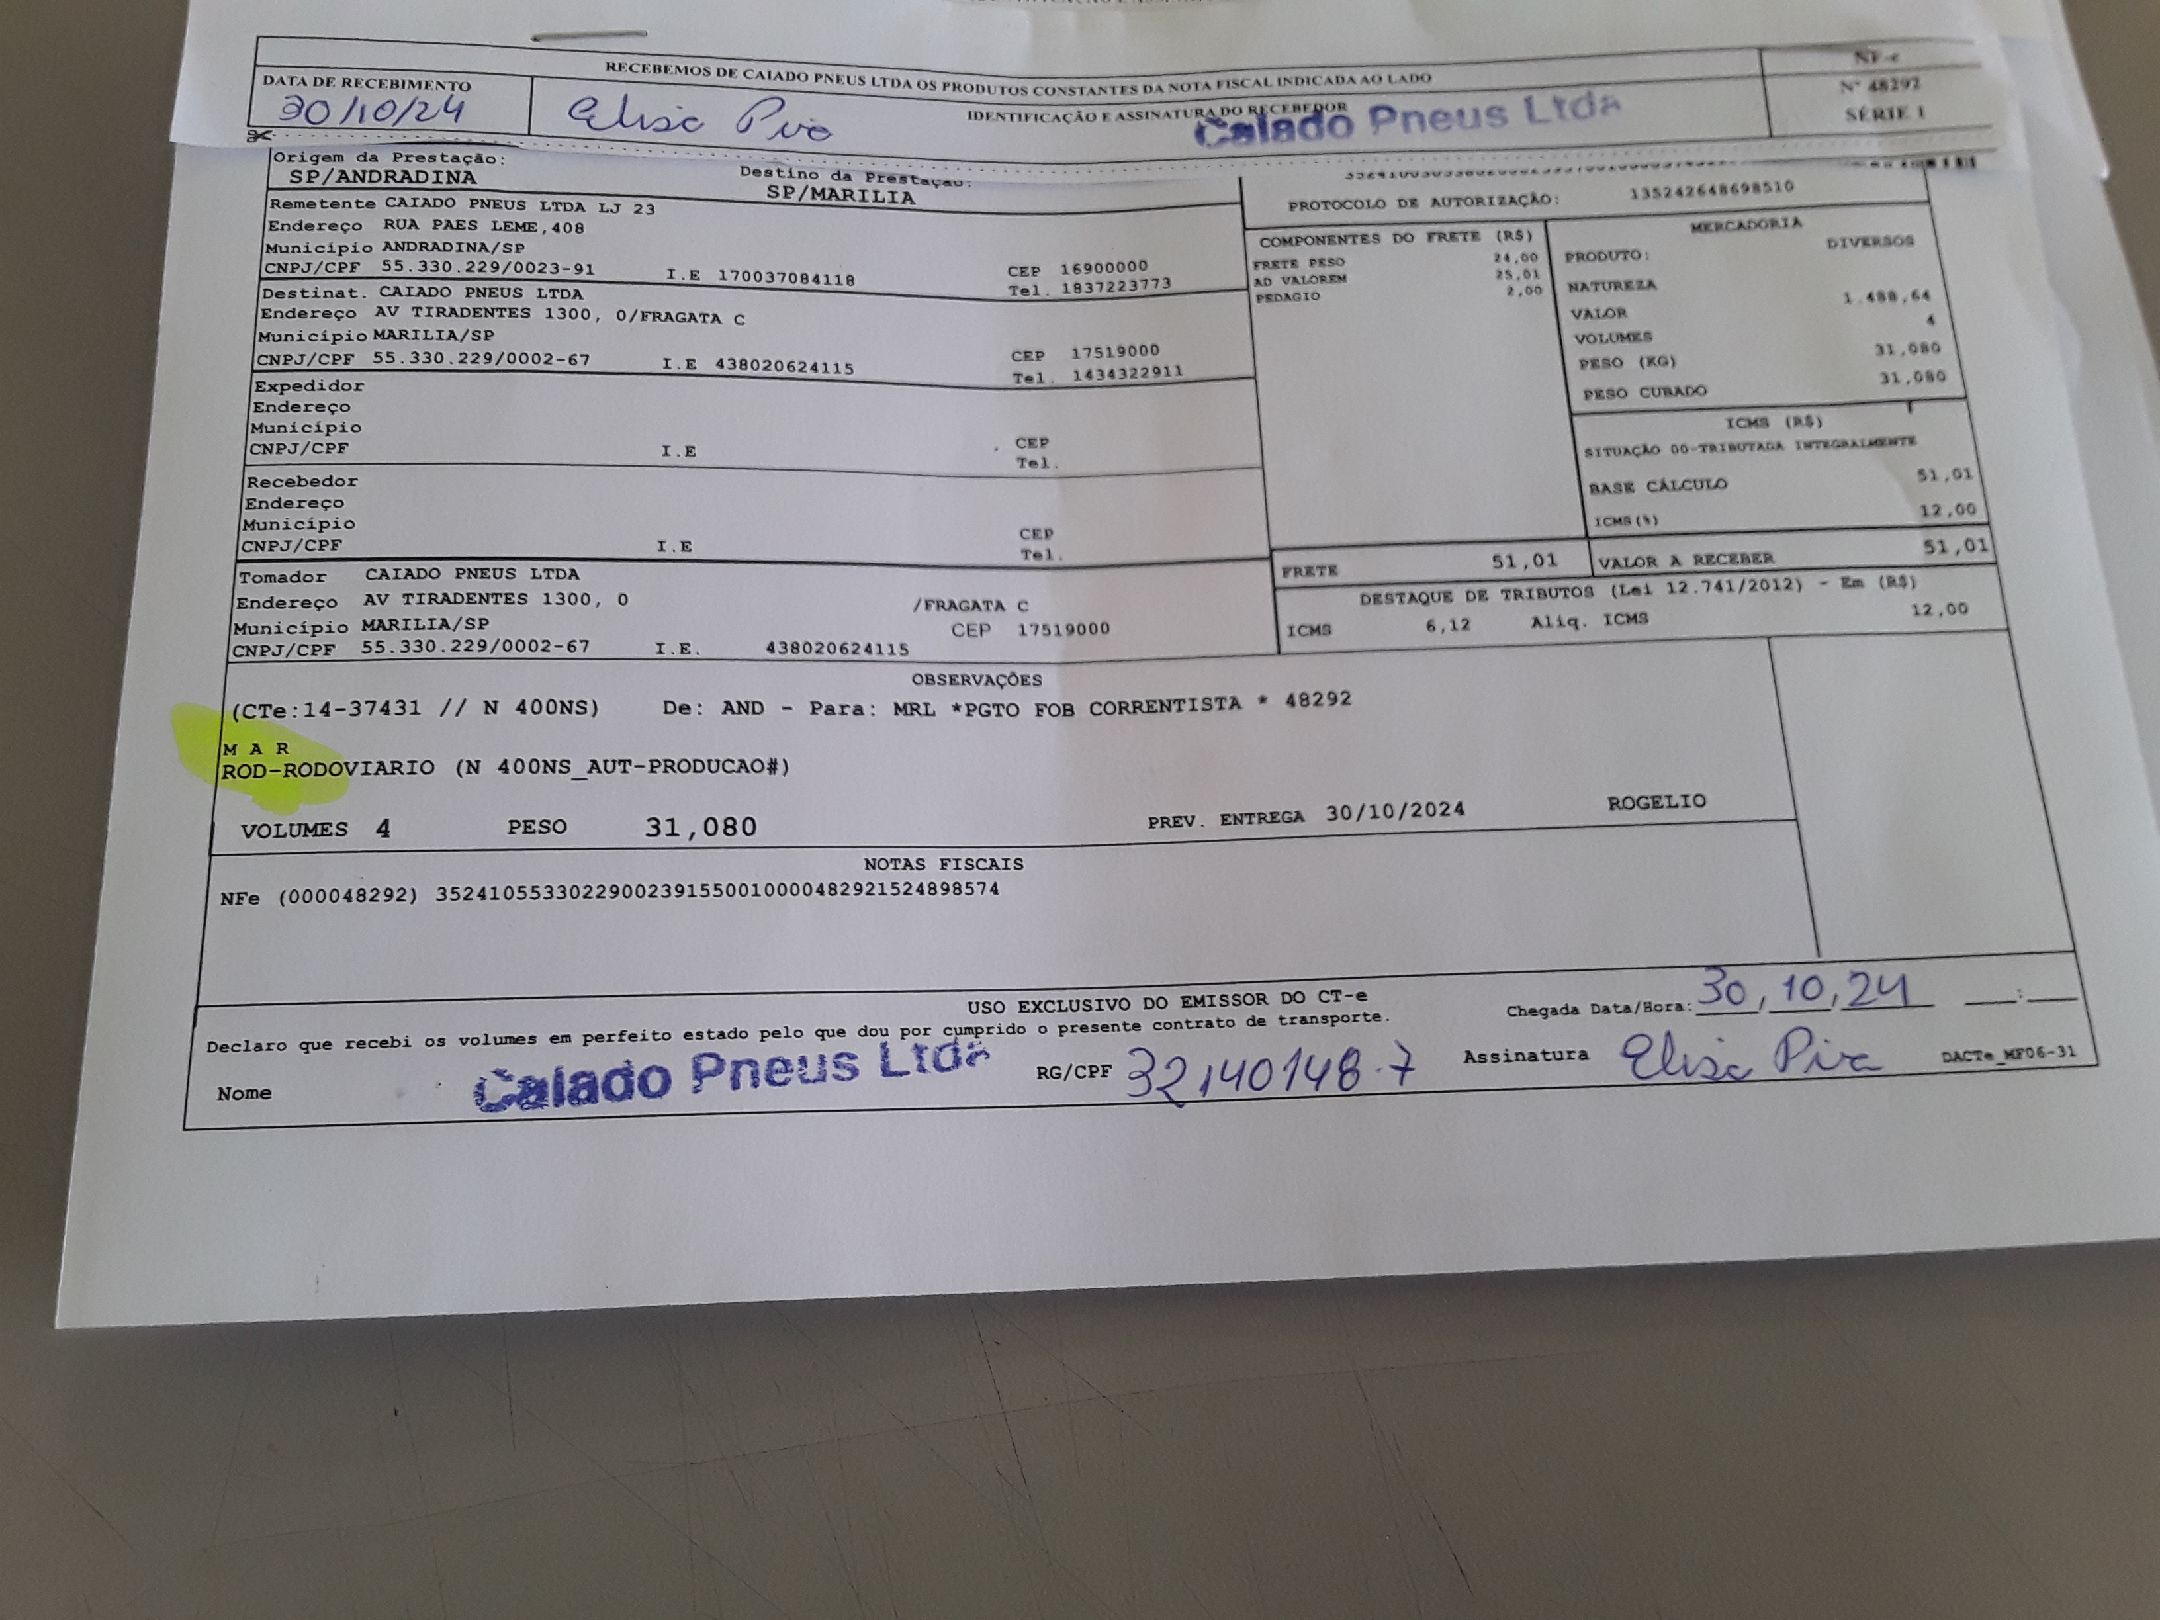 RECEBEMOS DE CAIADO PNEUS LTDA OS PRODUTOS CONSTANTES DA NOTA FISCAL INDICADA AO LADO
NF-e
Nº 48292
SÉRIE 1
DATA DE RECEBIMENTO
30/10/24
IDENTIFICAÇÃO E ASSINATURA DO RECEBEDOR
Elisa Piva
Caiado Pneus Ltda
Origem da Prestação:
SP/ANDRADINA
Destino da Prestação:
SP/MARILIA
Remetente CAIADO PNEUS LTDA LJ 23
Endereço RUA PAES LEME,408
Município ANDRADINA/SP
CNPJ/CPF 55.330.229/0023-91 I.E 170037084118
CEP 16900000
Tel. 1837223773
Destinat. CAIADO PNEUS LTDA
Endereço AV TIRADENTES 1300, 0/FRAGATA C
Município MARILIA/SP
CNPJ/CPF 55.330.229/0002-67 I.E 438020624115
CEP 17519000
Tel. 1434322911
Expedidor
Endereço
Município
CNPJ/CPF I.E
CEP
Tel.
Recebedor
Endereço
Município
CNPJ/CPF I.E
CEP
Tel.
Tomador CAIADO PNEUS LTDA
Endereço AV TIRADENTES 1300, 0 /FRAGATA C
Município MARILIA/SP CEP 17519000
CNPJ/CPF 55.330.229/0002-67 I.E. 438020624115
PROTOCOLO DE AUTORIZAÇÃO: 135242648698510
COMPONENTES DO FRETE (R$)
FRETE PESO 24,00
AD VALOREM 25,01
PEDAGIO 2,00
MERCADORIA
PRODUTO: DIVERSOS
NATUREZA
VALOR 1.488,64
VOLUMES 4
PESO (KG) 31,080
PESO CUBADO 31,080
ICMS (R$)
SITUAÇÃO 00-TRIBUTADA INTEGRALMENTE
BASE CÁLCULO 51,01
ICMS(%) 12,00
FRETE 51,01
VALOR A RECEBER 51,01
DESTAQUE DE TRIBUTOS (Lei 12.741/2012) - Em (R$)
ICMS 6,12 Aliq. ICMS 12,00
OBSERVAÇÕES
(CTe:14-37431 // N 400NS) De: AND - Para: MRL *PGTO FOB CORRENTISTA * 48292
M A R
ROD-RODOVIARIO (N 400NS_AUT-PRODUCAO#)
VOLUMES 4 PESO 31,080 PREV. ENTREGA 30/10/2024 ROGELIO
NOTAS FISCAIS
NFe (000048292) 35241055330229002391550010000482921524898574
USO EXCLUSIVO DO EMISSOR DO CT-e
Declaro que recebi os volumes em perfeito estado pelo que dou por cumprido o presente contrato de transporte.
Chegada Data/Hora: 30/10/24 __:__
Nome Caiado Pneus Ltda RG/CPF 32140148-7 Assinatura Elisa Piva DACTe_MF06-31